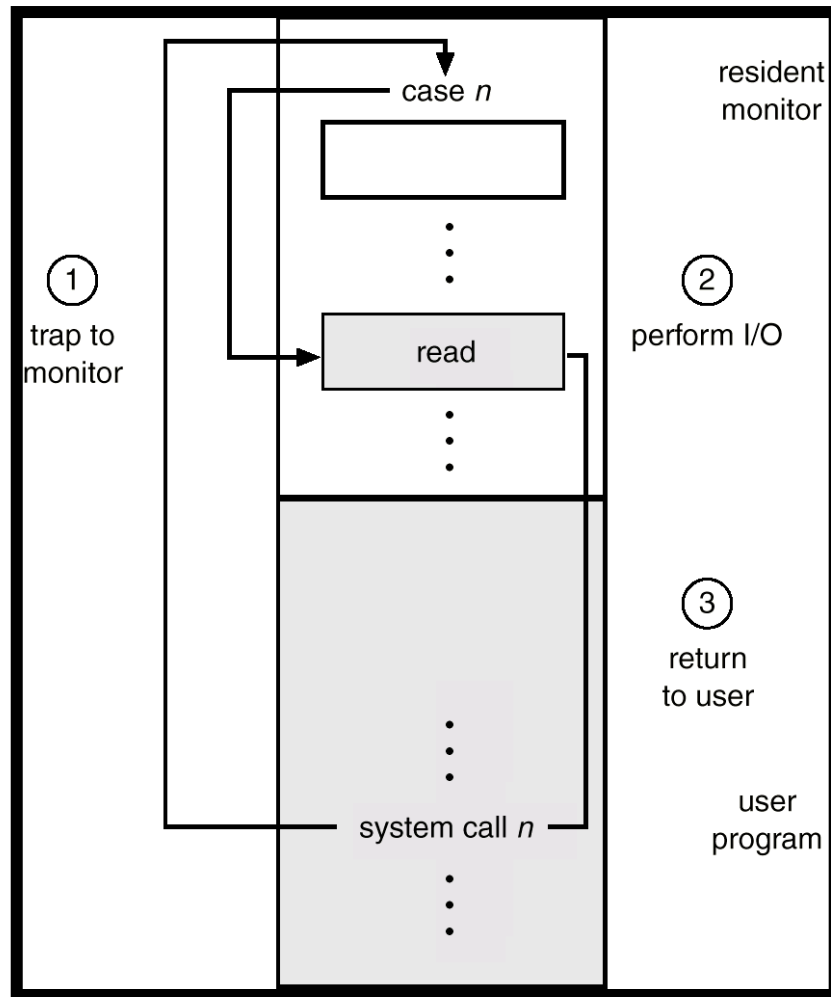 case n
resident
monitor
1
trap to
monitor
read
2
perform I/O
3
return
to user
system call n
user
program